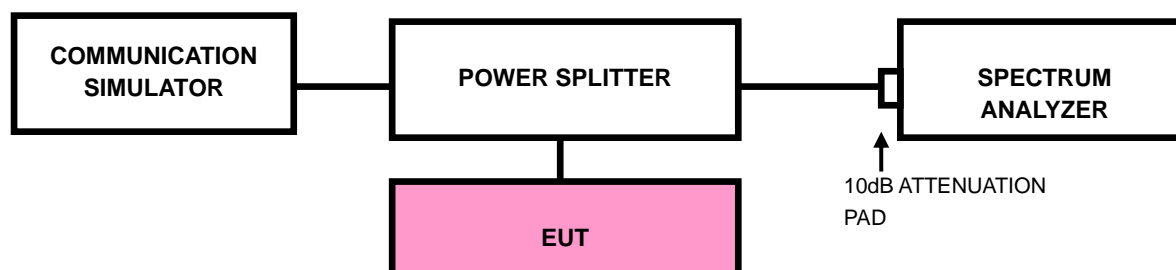 COMMUNICATION
SIMULATOR
POWER SPLITTER
SPECTRUM
ANALYZER
10dB ATTENUATION
PAD
EUT